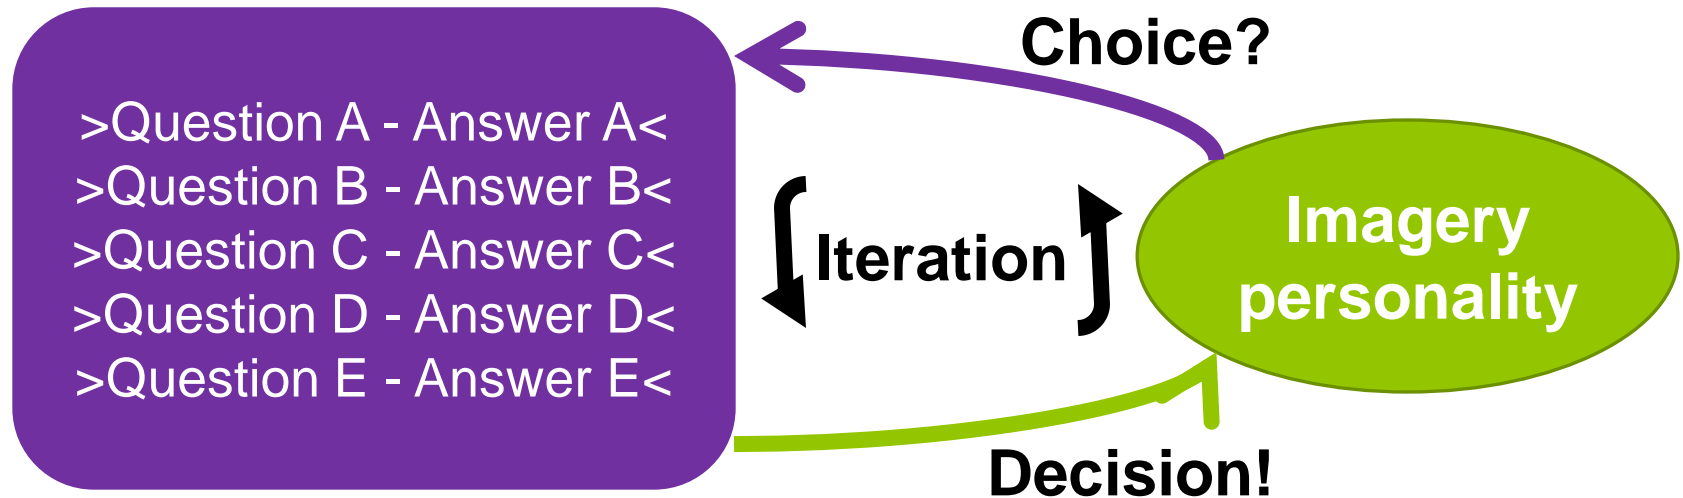 Choice?
>Question A - Answer A<
>Question B - Answer B<
>Question C - Answer C<
>Question D - Answer D<
>Question E - Answer E<
Iteration
Imagery
personality
Decision!